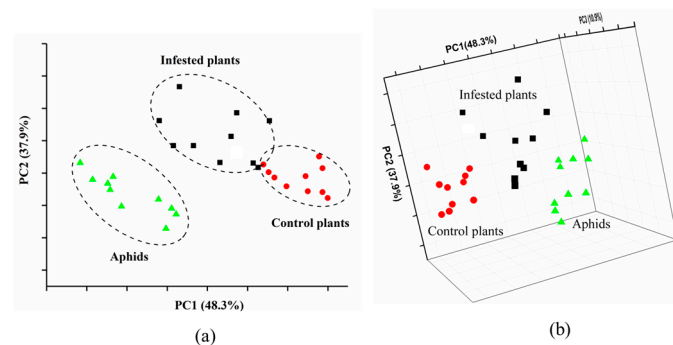 Infested plants
PC2 (37.9%)
Control plants
Aphids
PC1 (48.3%)
(a)
PC1(48.3%)
PC3 (10.9%)
Infested plants
PC2 (37.9%)
Control plants
Aphids
(b)